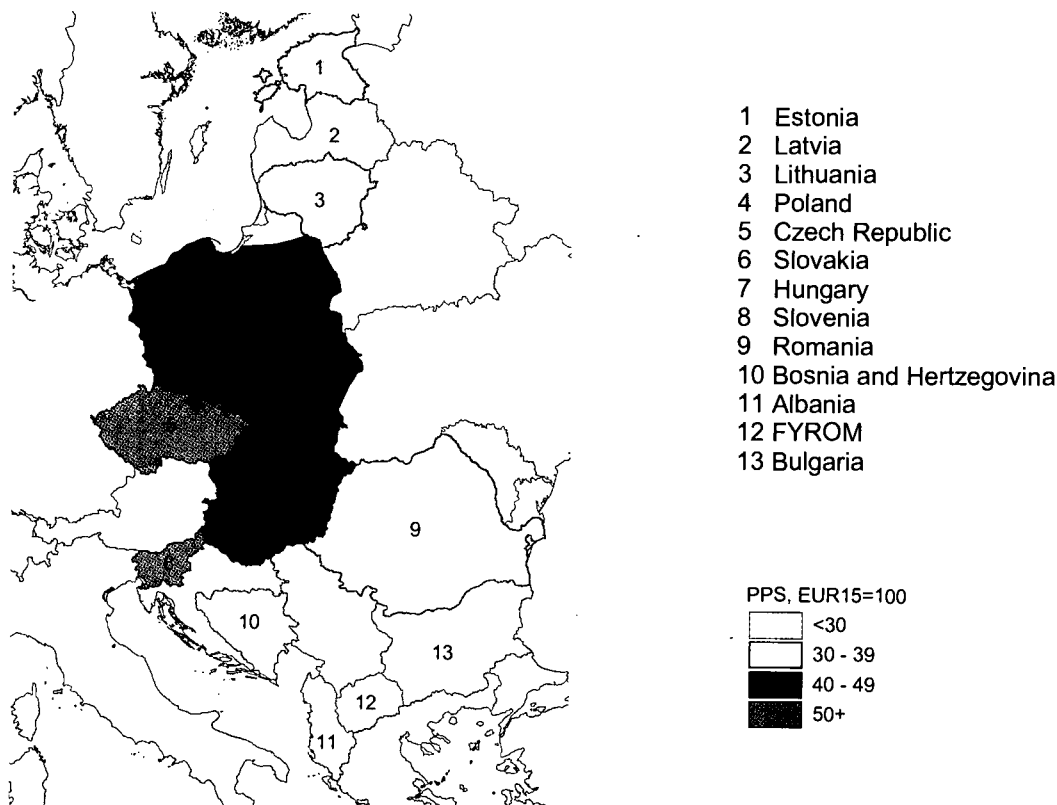 1
2
3
9
10
13
12
11
1 Estonia
2 Latvia
3 Lithuania
4 Poland
5 Czech Republic
6 Slovakia
7 Hungary
8 Slovenia
9 Romania
10 Bosnia and Hertzegovina
11 Albania
12 FYROM
13 Bulgaria
PPS, EUR15=100
<30
30 - 39
40 - 49
50+